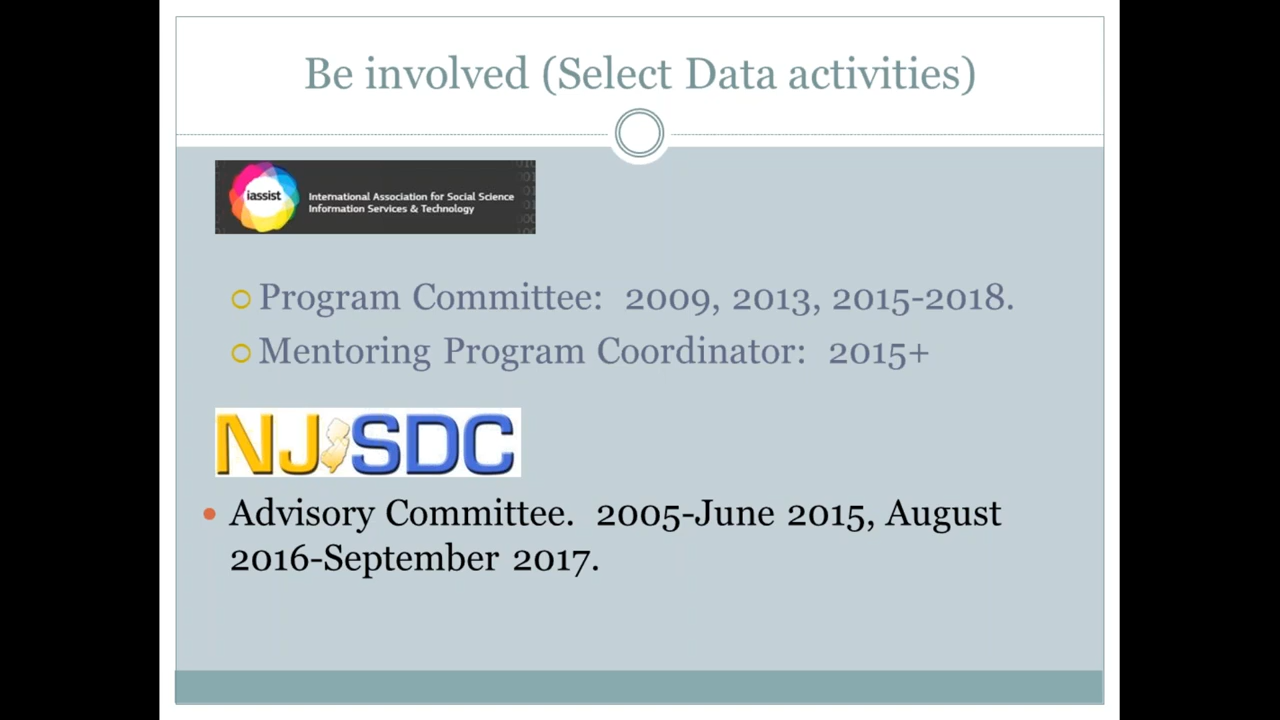 Be involved (Select Data activities)
iassist
International Association for Social Science
Information Services & Technology
Program Committee:  2009, 2013, 2015-2018.
Mentoring Program Coordinator:  2015+
NJSDC
Advisory Committee.  2005-June 2015, August
2016-September 2017.